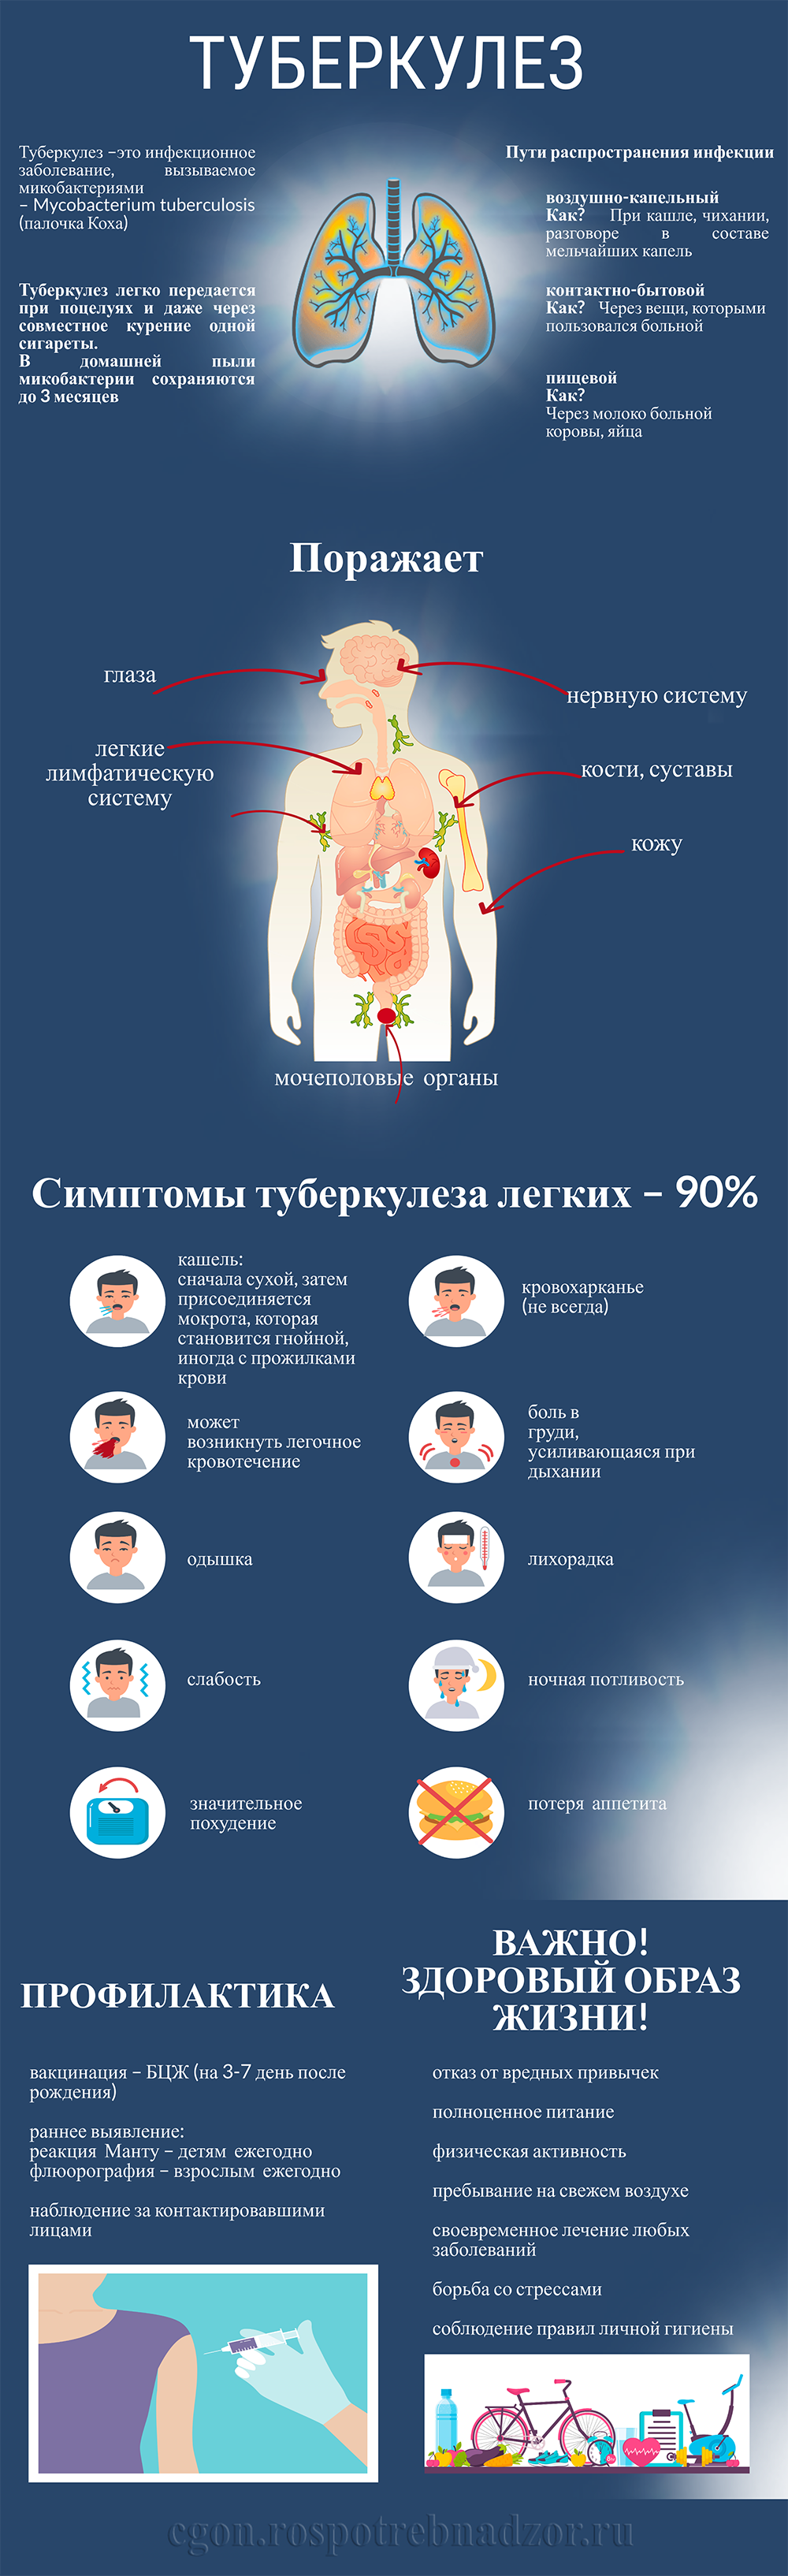 ТУБЕРКУЛЕЗ
Туберкулез –это инфекционное
заболевание, вызываемое
микобактериями
– Mycobacterium tuberculosis
(палочка Коха)
Туберкулез легко передается
при поцелуях и даже через
совместное курение одной
сигареты.
В домашней пыли
микобактерии сохраняются
до 3 месяцев
Пути распространения инфекции
воздушно-капельный
Как? При кашле, чихании,
разговоре в составе
мельчайших капель
контактно-бытовой
Как? Через вещи, которыми
пользовался больной
пищевой
Как?
Через молоко больной
коровы, яйца
Поражает
глаза
нервную систему
легкие
лимфатическую
систему
кости, суставы
кожу
мочеполовые органы
Симптомы туберкулеза легких – 90%
кашель:
сначала сухой, затем
присоединяется
мокрота, которая
становится гнойной,
иногда с прожилками
крови
кровохарканье
(не всегда)
может
возникнуть легочное
кровотечение
боль в
груди,
усиливающаяся при
дыхании
одышка
лихорадка
слабость
ночная потливость
значительное
похудение
потеря аппетита
ПРОФИЛАКТИКА
вакцинация – БЦЖ (на 3-7 день после
рождения)
раннее выявление:
реакция Манту – детям ежегодно
флюорография – взрослым ежегодно
наблюдение за контактировавшими
лицами
ВАЖНО!
ЗДОРОВЫЙ ОБРАЗ
ЖИЗНИ!
отказ от вредных привычек
полноценное питание
физическая активность
пребывание на свежем воздухе
своевременное лечение любых
заболеваний
борьба со стрессами
соблюдение правил личной гигиены
cgon.rospotrebnadzor.ru